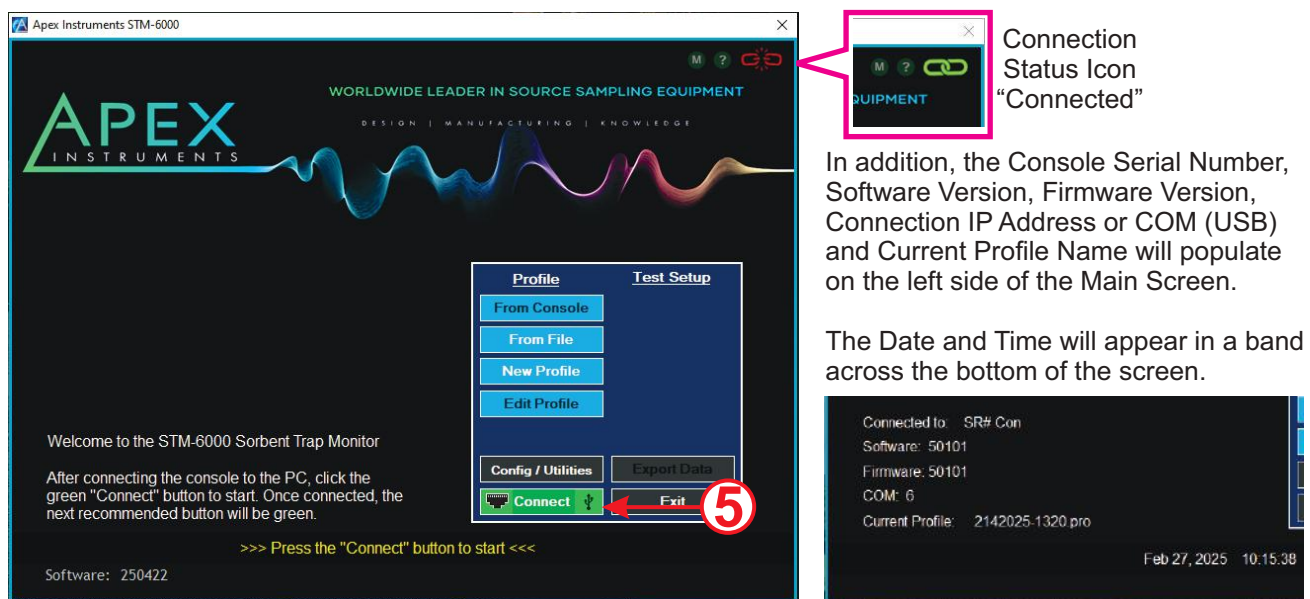 Apex Instruments STM-6000
M ?
WORLDWIDE LEADER IN SOURCE SAMPLING EQUIPMENT
DESIGN | MANUFACTURING | KNOWLEDGE
APEX
INSTRUMENTS
Profile
Test Setup
From Console
From File
New Profile
Edit Profile
Config / Utilities
Export Data
Connect
Exit
5
Welcome to the STM-6000 Sorbent Trap Monitor
After connecting the console to the PC, click the
green "Connect" button to start. Once connected, the
next recommended button will be green.
>>> Press the "Connect" button to start <<<
Software: 250422
M ?
QUIPMENT
Connection
Status Icon
“Connected”
In addition, the Console Serial Number,
Software Version, Firmware Version,
Connection IP Address or COM (USB)
and Current Profile Name will populate
on the left side of the Main Screen.
The Date and Time will appear in a band
across the bottom of the screen.
Connected to: SR# Con
Software: 50101
Firmware: 50101
COM: 6
Current Profile: 2142025-1320.pro
Feb 27, 2025 10:15:38